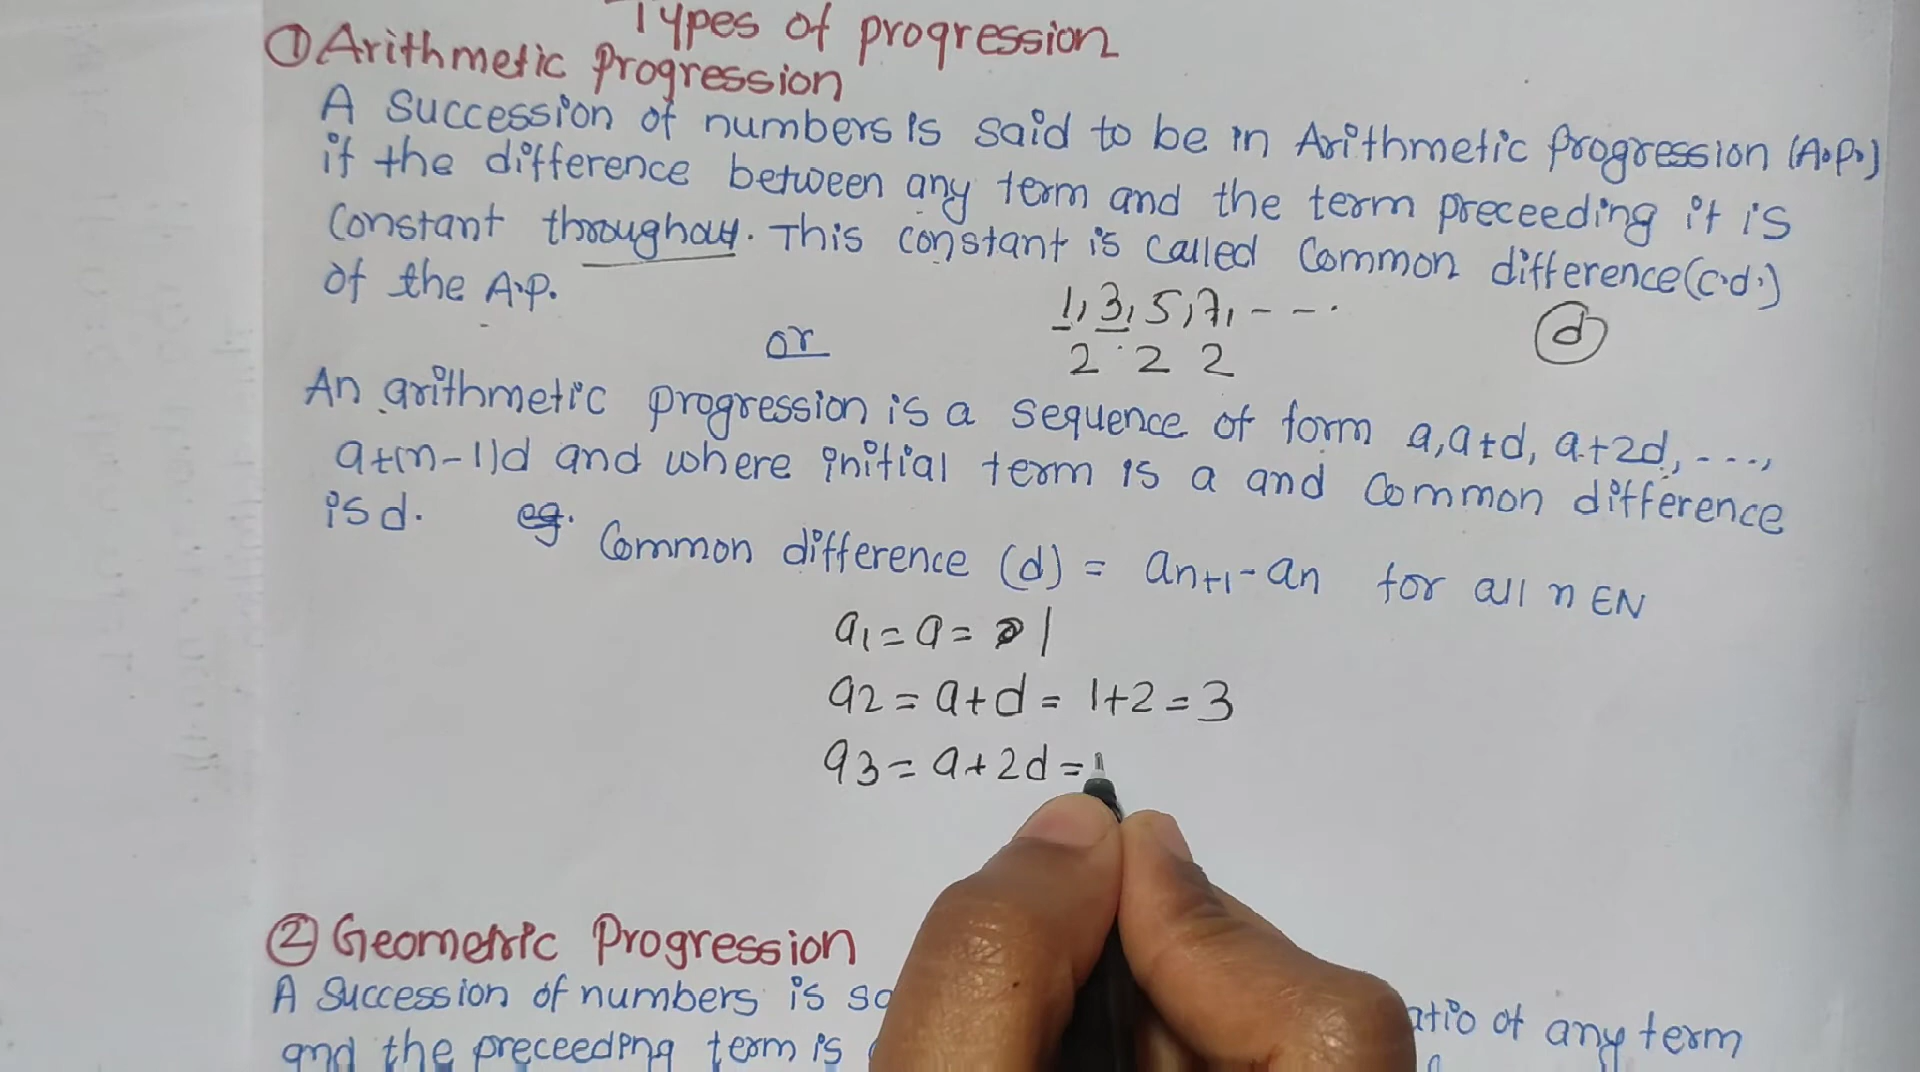 Types of progression
① Arithmetic Progression
A succession of numbers is said to be in Arithmetic progression (A.P.)
if the difference between any term and the term preceeding it is
Constant throughout. This constant is called Common difference (c.d.)
of the A.P.
1, 3, 5, 7, - - - .
d
or
2 2 2
An arithmetic progression is a sequence of form a, a+d, a+2d, ---,
a+(n-1)d and where initial term is a and Common difference
is d. eg. Common difference (d) = an+1 - an for all n ∈ N
a1 = a = 1
a2 = a+d = 1+2 = 3
a3 = a+2d = 1
② Geometric Progression
A Succession of numbers is
of any term
and the preceeding term is